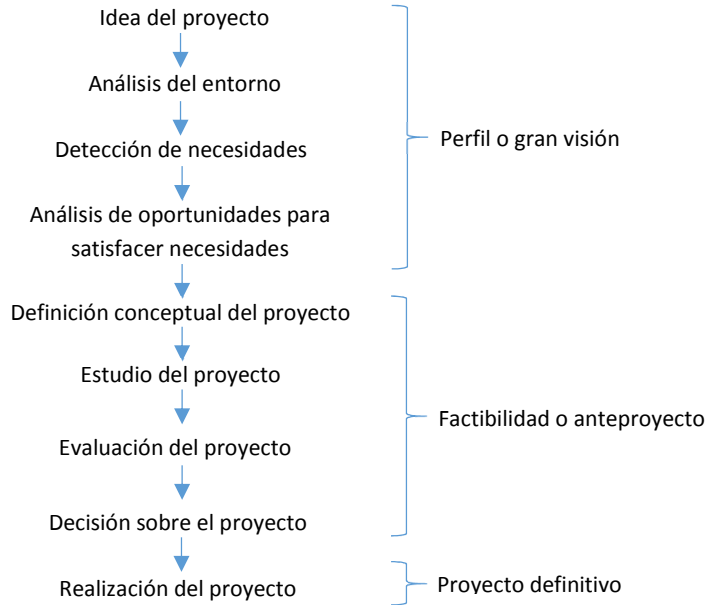 Idea del proyecto
Análisis del entorno
Detección de necesidades
Perfil o gran visión
Análisis de oportunidades para
satisfacer necesidades
Definición conceptual del proyecto
Estudio del proyecto
Factibilidad o anteproyecto
Evaluación del proyecto
Decisión sobre el proyecto
Realización del proyecto
Proyecto definitivo